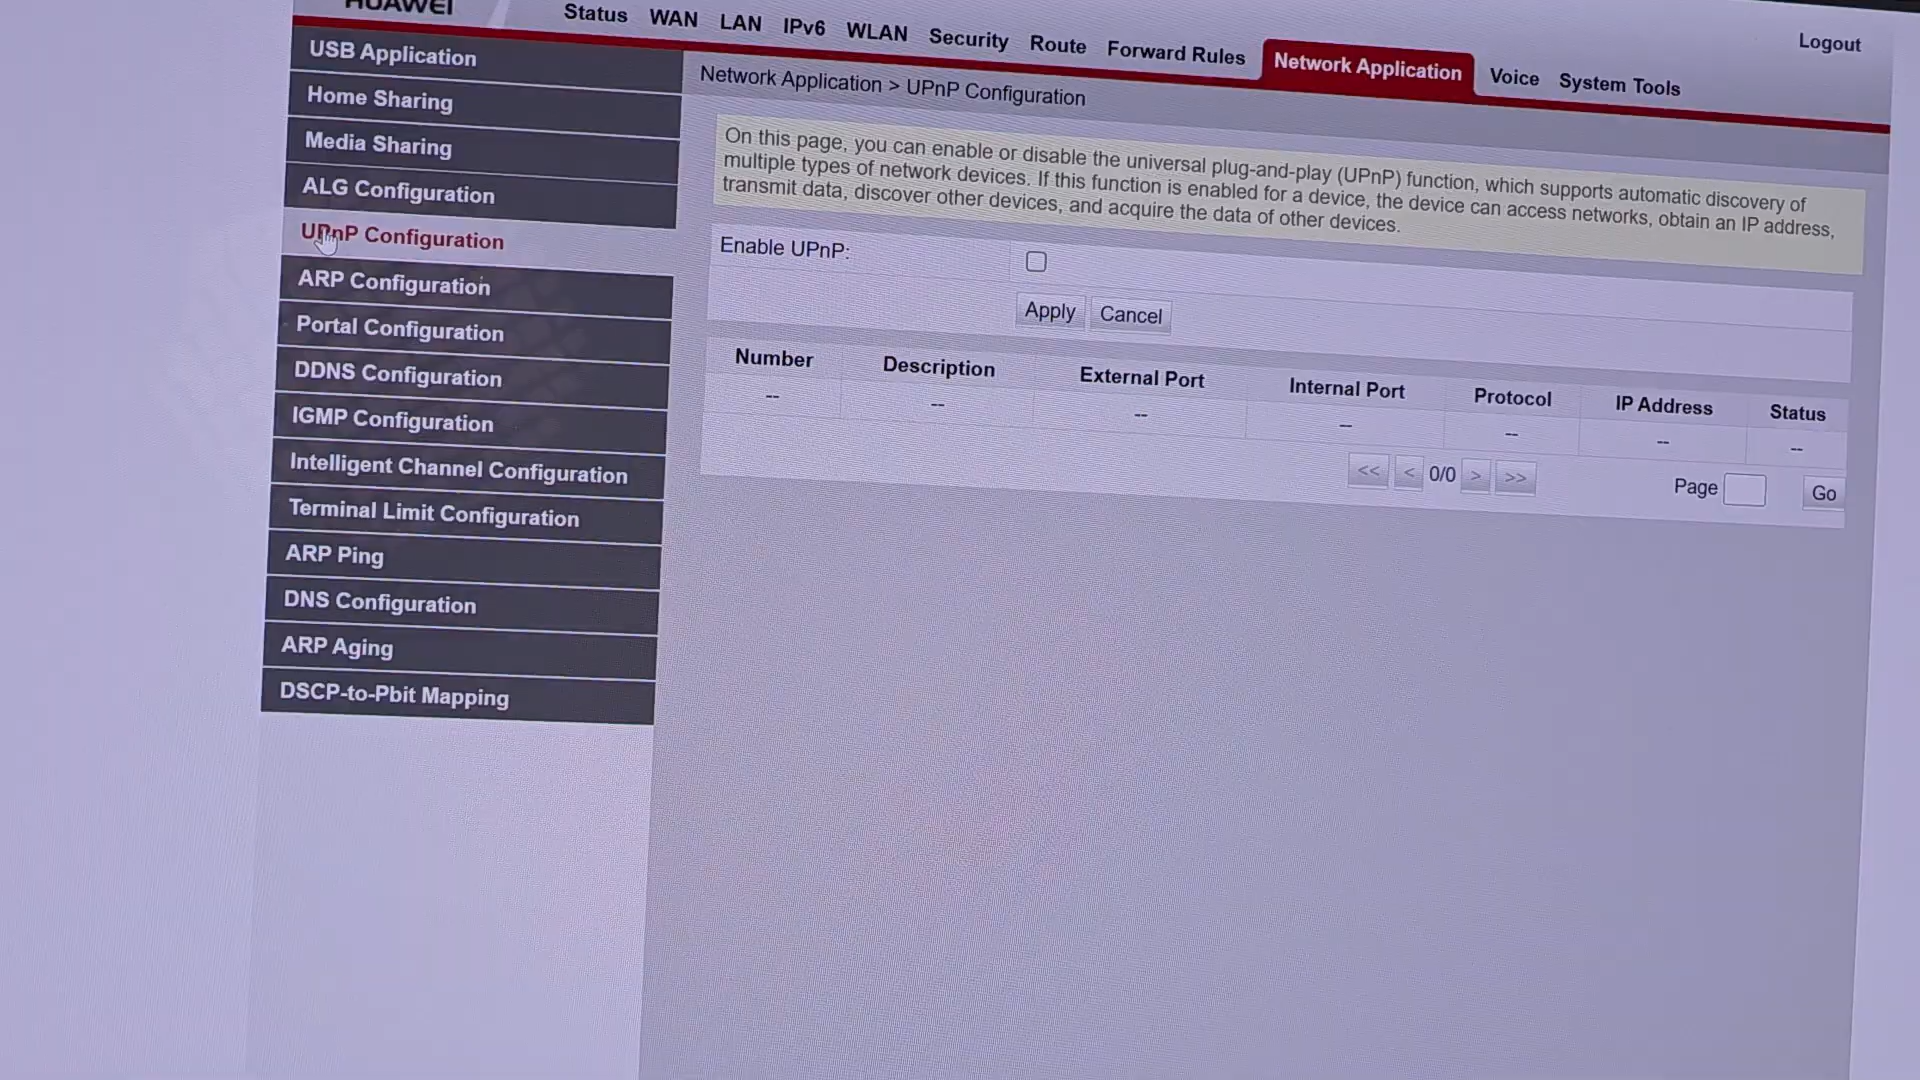 HUAWEI
Status WAN LAN IPv6 WLAN Security Route Forward Rules Network Application Voice System Tools
Logout
USB Application
Home Sharing
Media Sharing
ALG Configuration
UPnP Configuration
ARP Configuration
Portal Configuration
DDNS Configuration
IGMP Configuration
Intelligent Channel Configuration
Terminal Limit Configuration
ARP Ping
DNS Configuration
ARP Aging
DSCP-to-Pbit Mapping
Network Application > UPnP Configuration
On this page, you can enable or disable the universal plug-and-play (UPnP) function, which supports automatic discovery of
multiple types of network devices. If this function is enabled for a device, the device can access networks, obtain an IP address,
transmit data, discover other devices, and acquire the data of other devices.
Enable UPnP:
Apply Cancel
Number Description External Port Internal Port Protocol IP Address Status
-- -- -- -- -- -- --
<< < 0/0 > >> Page Go